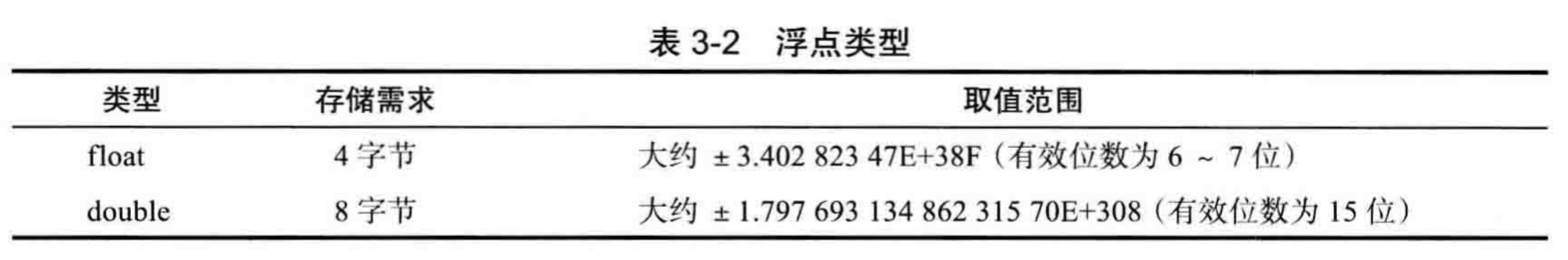 表 3-2 浮点类型
类型 存储需求 取值范围
float 4 字节 大约 ± 3.402 823 47E+38F（有效位数为 6 ~ 7 位）
double 8 字节 大约 ± 1.797 693 134 862 315 70E+308（有效位数为 15 位）